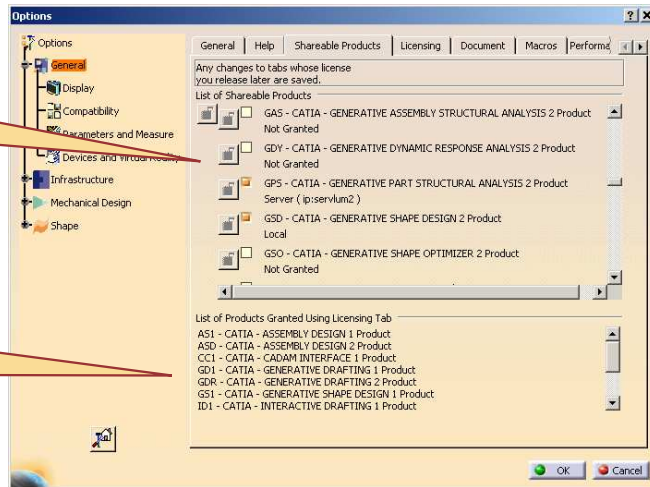 Options
Options
General
Display
Compatibility
Parameters and Measure
Devices and Virtual Reality
Infrastructure
Mechanical Design
Shape
General Help Shareable Products Licensing Document Macros Performa
Any changes to tabs whose license
you release later are saved.
List of Shareable Products
GAS - CATIA - GENERATIVE ASSEMBLY STRUCTURAL ANALYSIS 2 Product
Not Granted
GDY - CATIA - GENERATIVE DYNAMIC RESPONSE ANALYSIS 2 Product
Not Granted
GPS - CATIA - GENERATIVE PART STRUCTURAL ANALYSIS 2 Product
Server ( ip:servlum2 )
GSD - CATIA - GENERATIVE SHAPE DESIGN 2 Product
Local
GSO - CATIA - GENERATIVE SHAPE OPTIMIZER 2 Product
Not Granted
List of Products Granted Using Licensing Tab
AS1 - CATIA - ASSEMBLY DESIGN 1 Product
ASD - CATIA - ASSEMBLY DESIGN 2 Product
CC1 - CATIA - CADAM INTERFACE 1 Product
GD1 - CATIA - GENERATIVE DRAFTING 1 Product
GDR - CATIA - GENERATIVE DRAFTING 2 Product
GS1 - CATIA - GENERATIVE SHAPE DESIGN 1 Product
ID1 - CATIA - INTERACTIVE DRAFTING 1 Product
OK Cancel